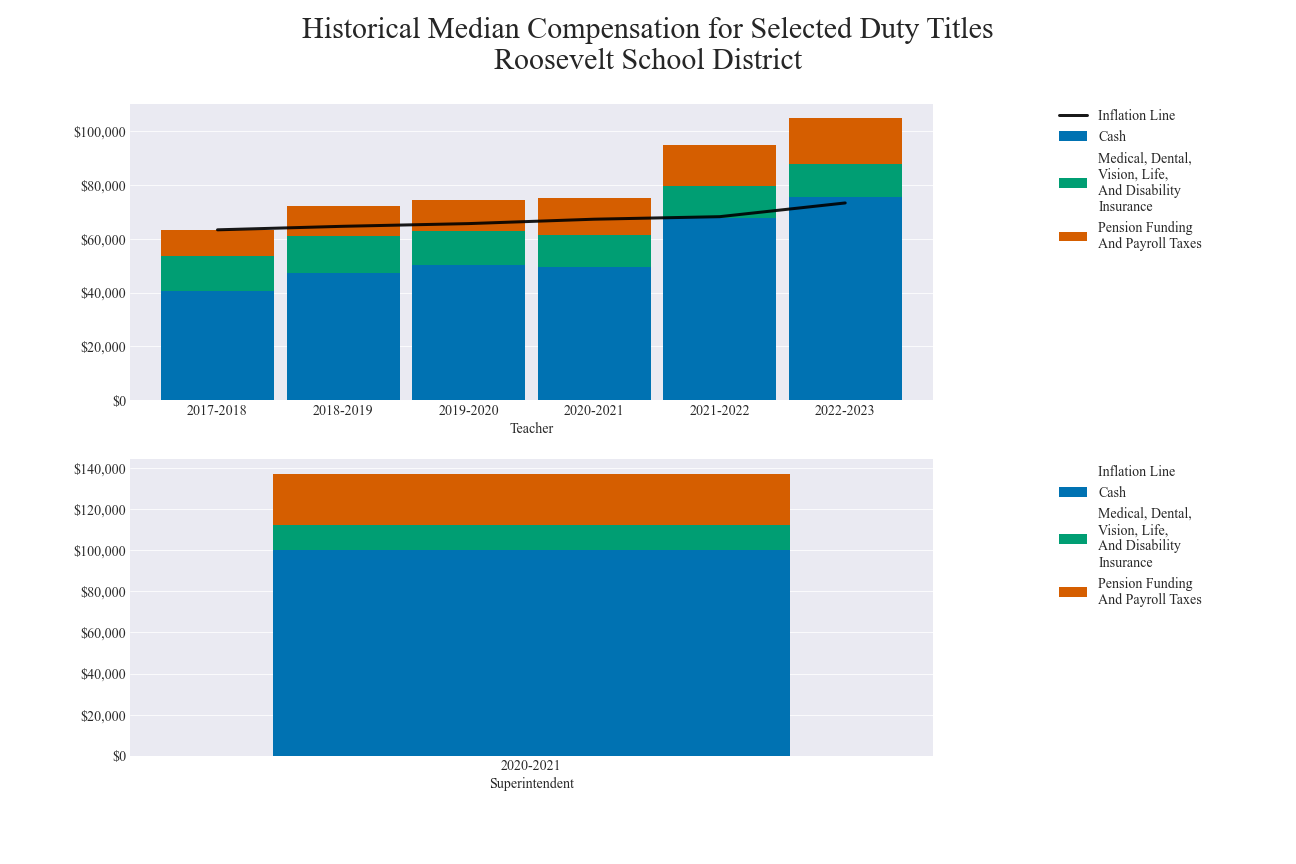 Historical Median Compensation for Selected Duty Titles
Roosevelt School District
$100,000
$80,000
$60,000
$40,000
$20,000
$0
2017-2018 2018-2019 2019-2020 2020-2021 2021-2022 2022-2023
Teacher
Inflation Line
Cash
Medical, Dental,
Vision, Life,
And Disability
Insurance
Pension Funding
And Payroll Taxes
$140,000
$120,000
$100,000
$80,000
$60,000
$40,000
$20,000
$0
2020-2021
Superintendent
Inflation Line
Cash
Medical, Dental,
Vision, Life,
And Disability
Insurance
Pension Funding
And Payroll Taxes